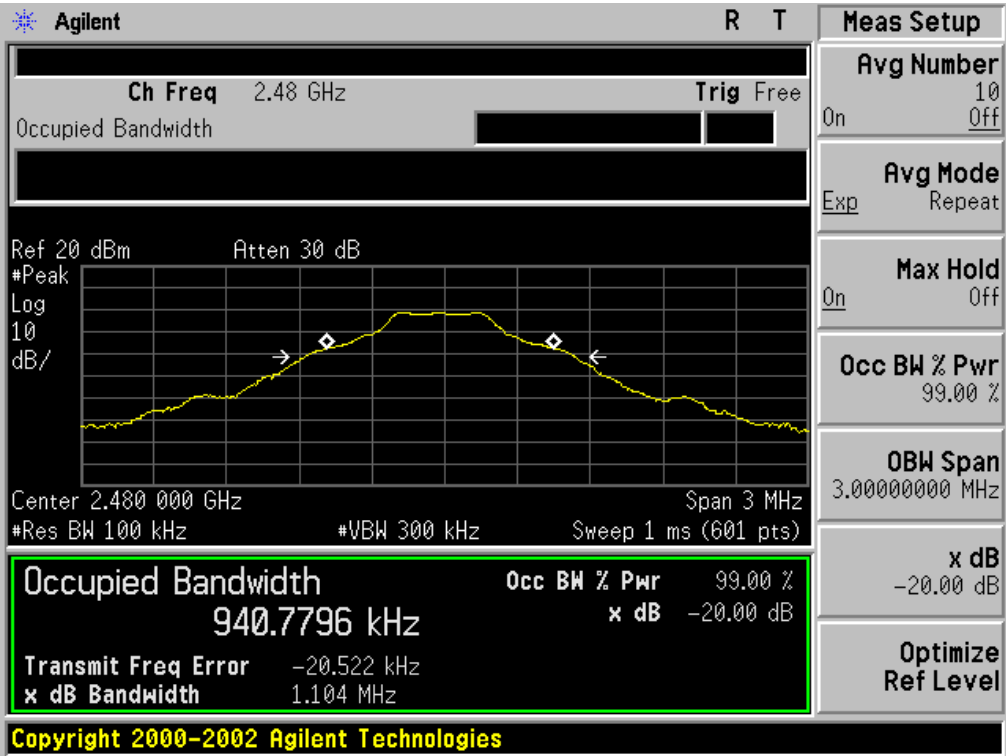 Agilent R T Meas Setup
Ch Freq 2.48 GHz Trig Free
Occupied Bandwidth
Ref 20 dBm Atten 30 dB
#Peak
Log
10
dB/
Center 2.480 000 GHz Span 3 MHz
#Res BW 100 kHz #VBW 300 kHz Sweep 1 ms (601 pts)
Occupied Bandwidth Occ BW % Pwr 99.00 %
940.7796 kHz x dB -20.00 dB
Transmit Freq Error -20.522 kHz
x dB Bandwidth 1.104 MHz
Avg Number
10
On Off
Avg Mode
Exp Repeat
Max Hold
On Off
Occ BW % Pwr
99.00 %
OBW Span
3.00000000 MHz
x dB
-20.00 dB
Optimize
Ref Level
Copyright 2000-2002 Agilent Technologies